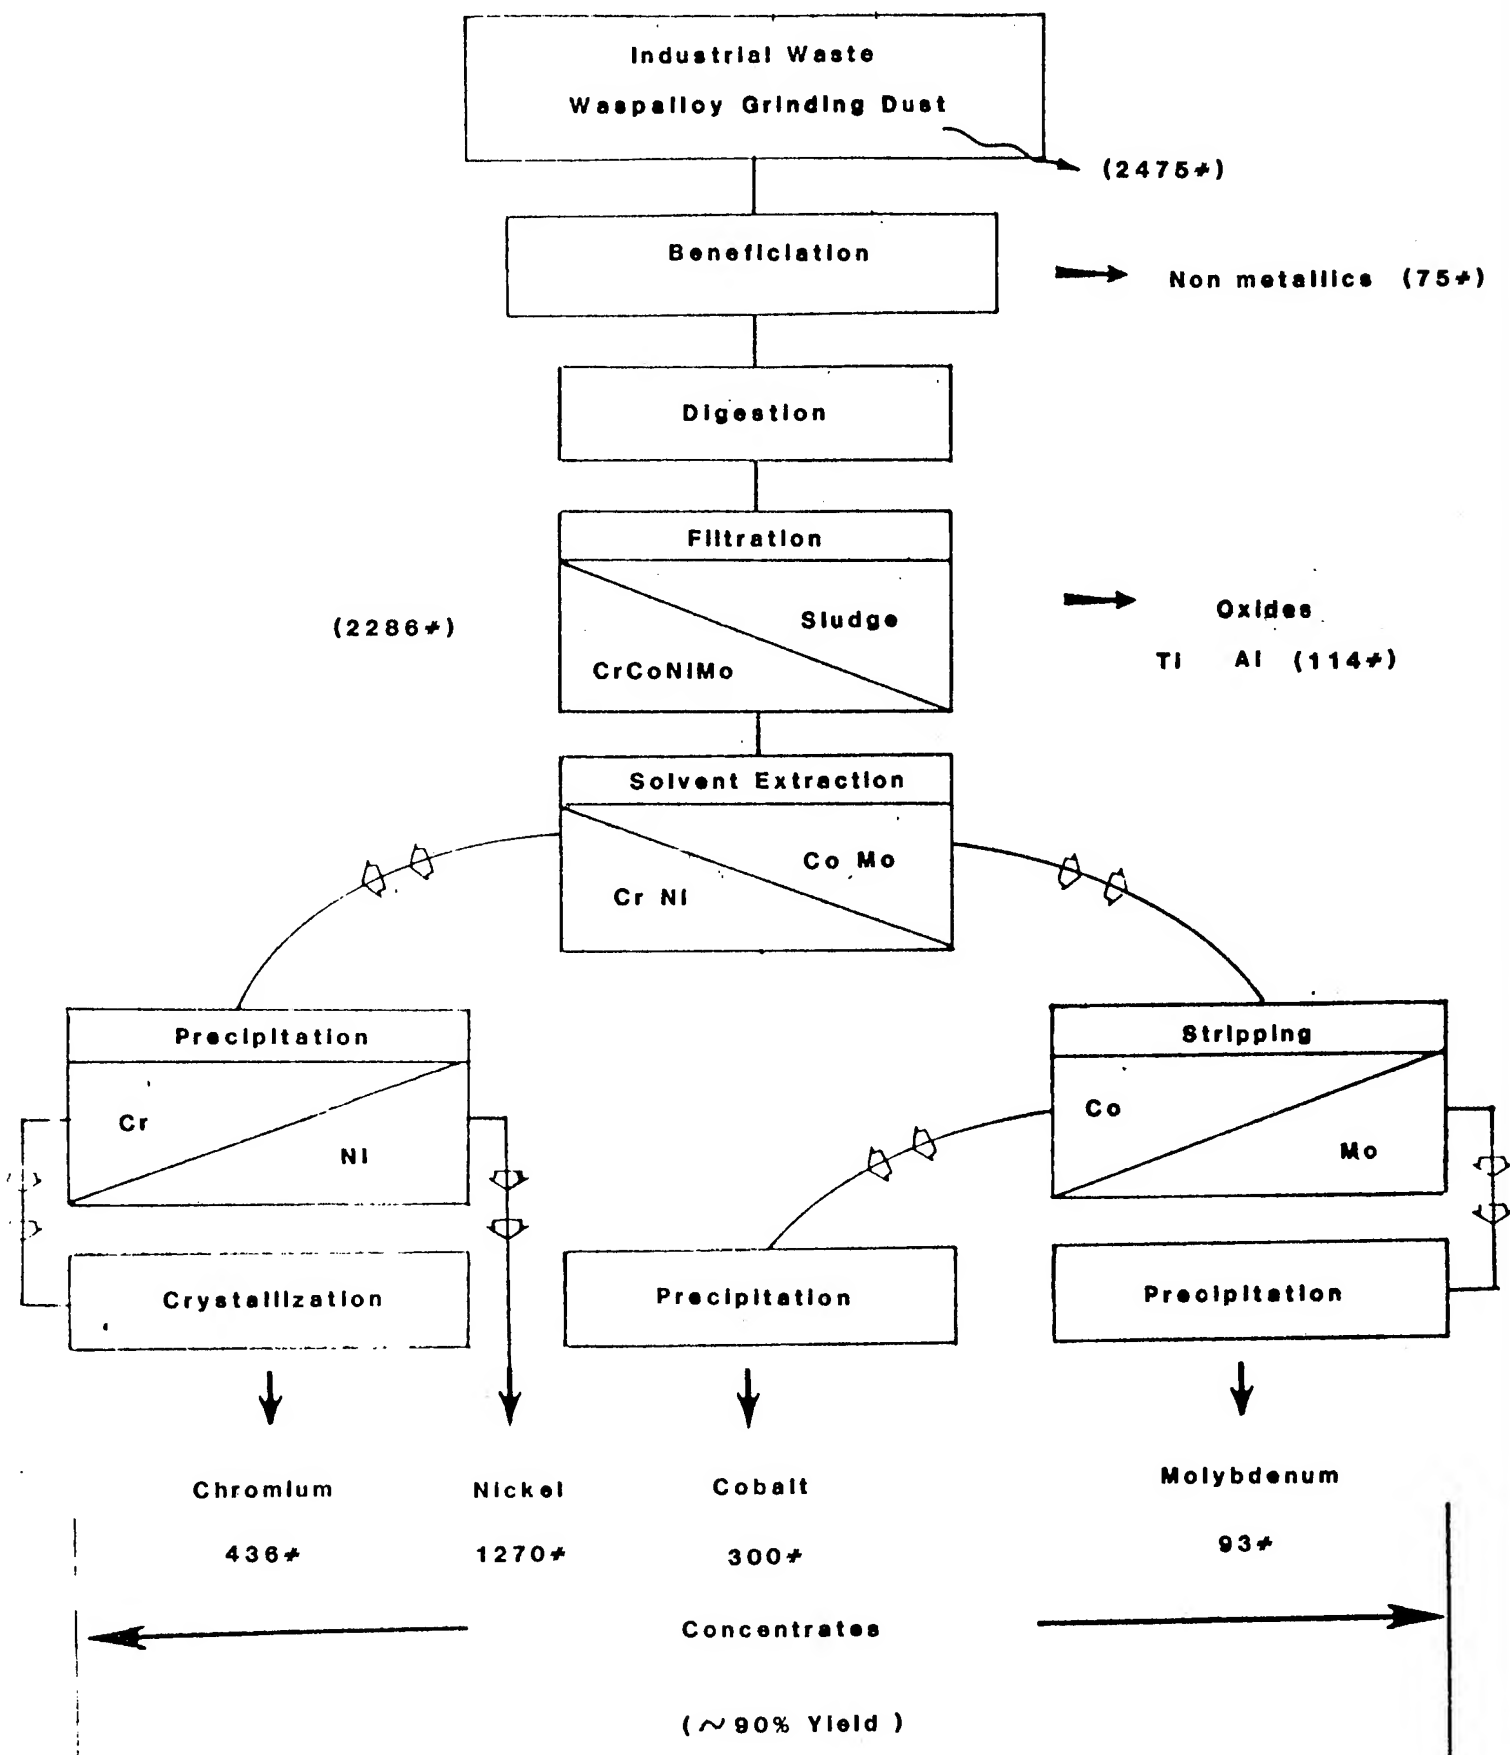 Industrial Waste
Waspalloy Grinding Dust
(2475#)
Beneficiation
Non metallics (75#)
Digestion
Filtration
Sludge
(2286#)
CrCoNiMo
Oxides
Ti Al (114#)
Solvent Extraction
Co Mo
Cr Ni
Precipitation
Stripping
Cr
Ni
Co
Mo
Crystallization
Precipitation
Precipitation
Chromium
Nickel
Cobalt
Molybdenum
436#
1270#
300#
93#
Concentrates
(~90% Yield )